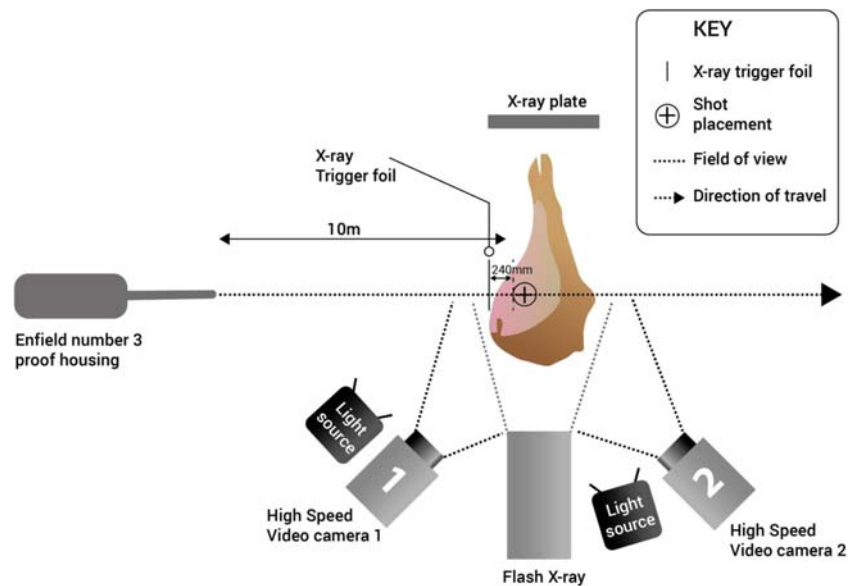 KEY
X-ray trigger foil
Shot
placement
Field of view
Direction of travel
X-ray plate
X-ray
Trigger foil
10m
240mm
Enfield number 3
proof housing
Light
source
1
High Speed
Video camera 1
Flash X-ray
Light
source
2
High Speed
Video camera 2